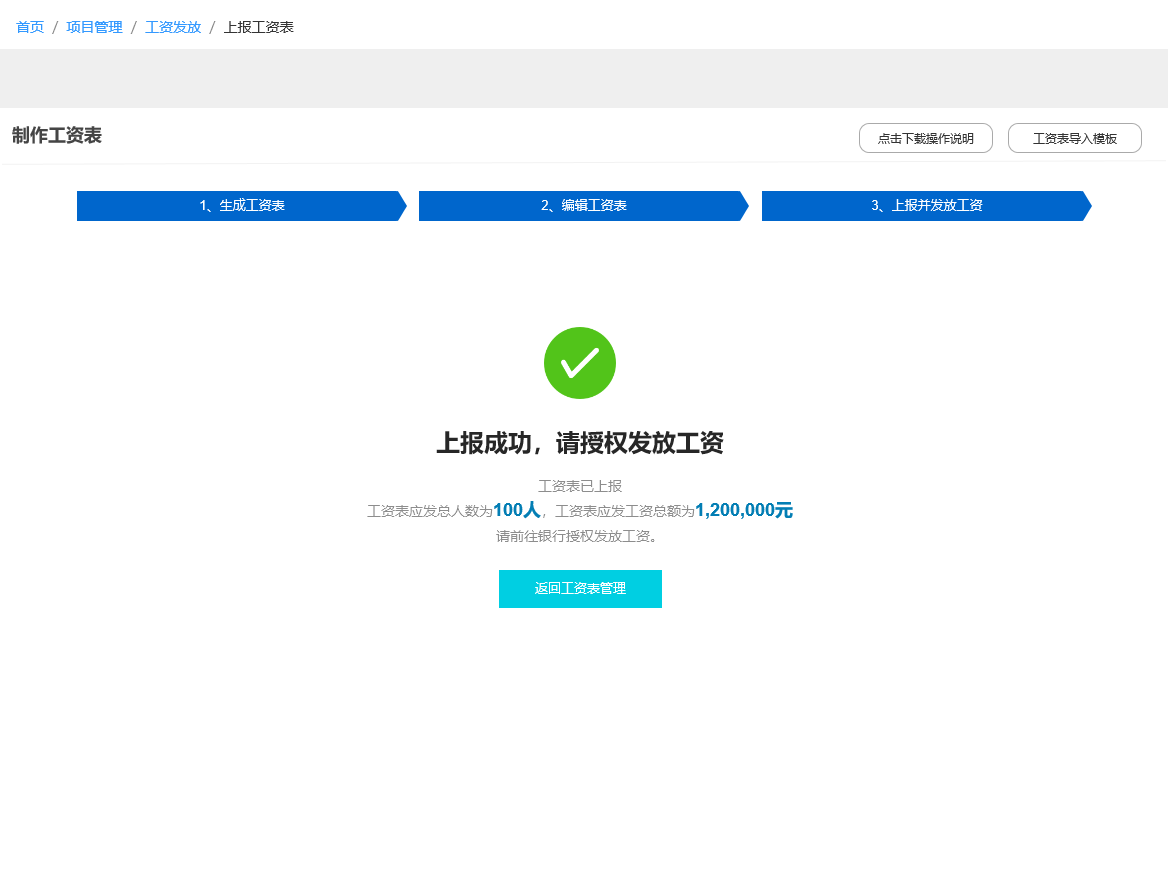 首页 / 项目管理 / 工资发放 / 上报工资表
制作工资表
点击下载操作说明
工资表导入模板
1、生成工资表
2、编辑工资表
3、上报并发放工资
上报成功，请授权发放工资
工资表已上报
工资表应发总人数为100人，工资表应发工资总额为1,200,000元
请前往银行授权发放工资。
返回工资表管理